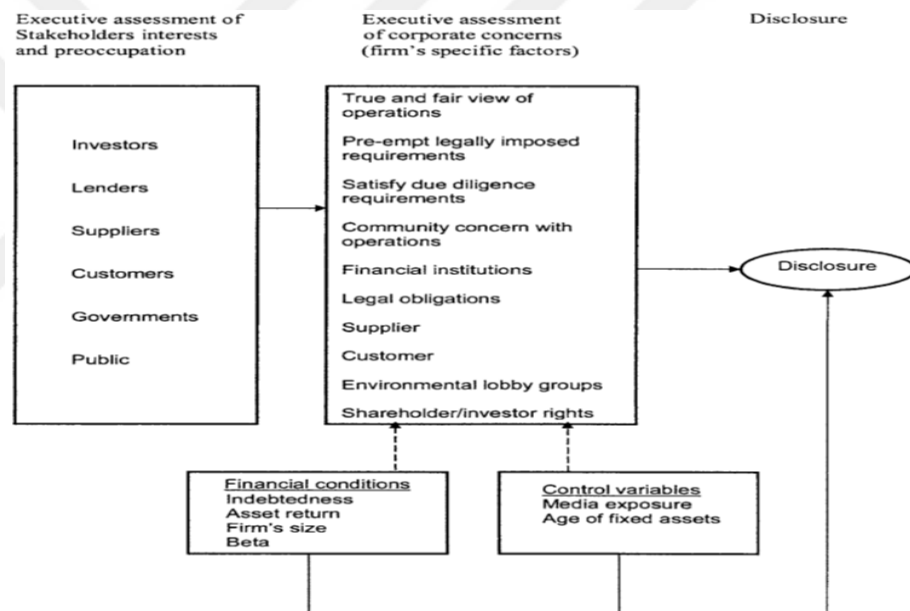 Executive assessment of
Stakeholders interests
and preoccupation
Executive assessment
of corporate concerns
(firm's specific factors)
Disclosure
Investors
Lenders
Suppliers
Customers
Governments
Public
True and fair view of
operations
Pre-empt legally imposed
requirements
Satisfy due diligence
requirements
Community concern with
operations
Financial institutions
Legal obligations
Supplier
Customer
Environmental lobby groups
Shareholder/investor rights
Disclosure
Financial conditions
Indebtedness
Asset return
Firm's size
Beta
Control variables
Media exposure
Age of fixed assets